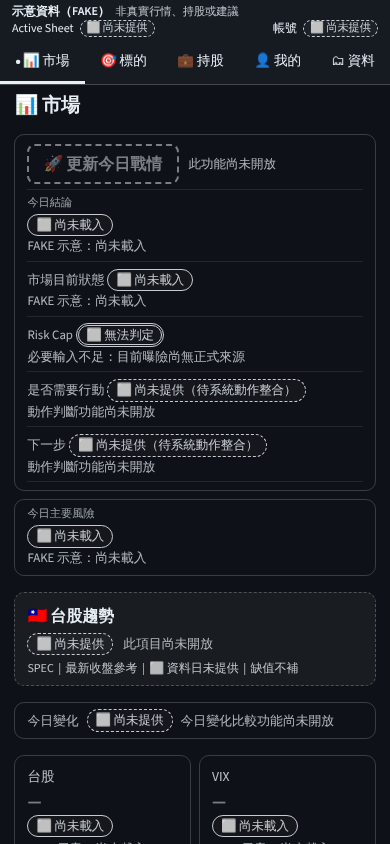 示意資料（FAKE） 非真實行情、持股或建議
Active Sheet ⬜ 尚未提供 帳號 ⬜ 尚未提供
📊 市場 🎯 標的 💼 持股 👤 我的 🗂 資料
📊 市場
🚀 更新今日戰情 此功能尚未開放
今日結論
⬜ 尚未載入
FAKE 示意：尚未載入
市場目前狀態 ⬜ 尚未載入
FAKE 示意：尚未載入
Risk Cap ⬜ 無法判定
必要輸入不足：目前曝險尚無正式來源
是否需要行動 ⬜ 尚未提供（待系統動作整合）
動作判斷功能尚未開放
下一步 ⬜ 尚未提供（待系統動作整合）
動作判斷功能尚未開放
今日主要風險
⬜ 尚未載入
FAKE 示意：尚未載入
🇹🇼 台股趨勢
⬜ 尚未提供 此項目尚未開放
SPEC｜最新收盤參考｜⬜ 資料日未提供｜缺值不補
今日變化 ⬜ 尚未提供 今日變化比較功能尚未開放
台股 VIX
— —
⬜ 尚未載入 ⬜ 尚未載入